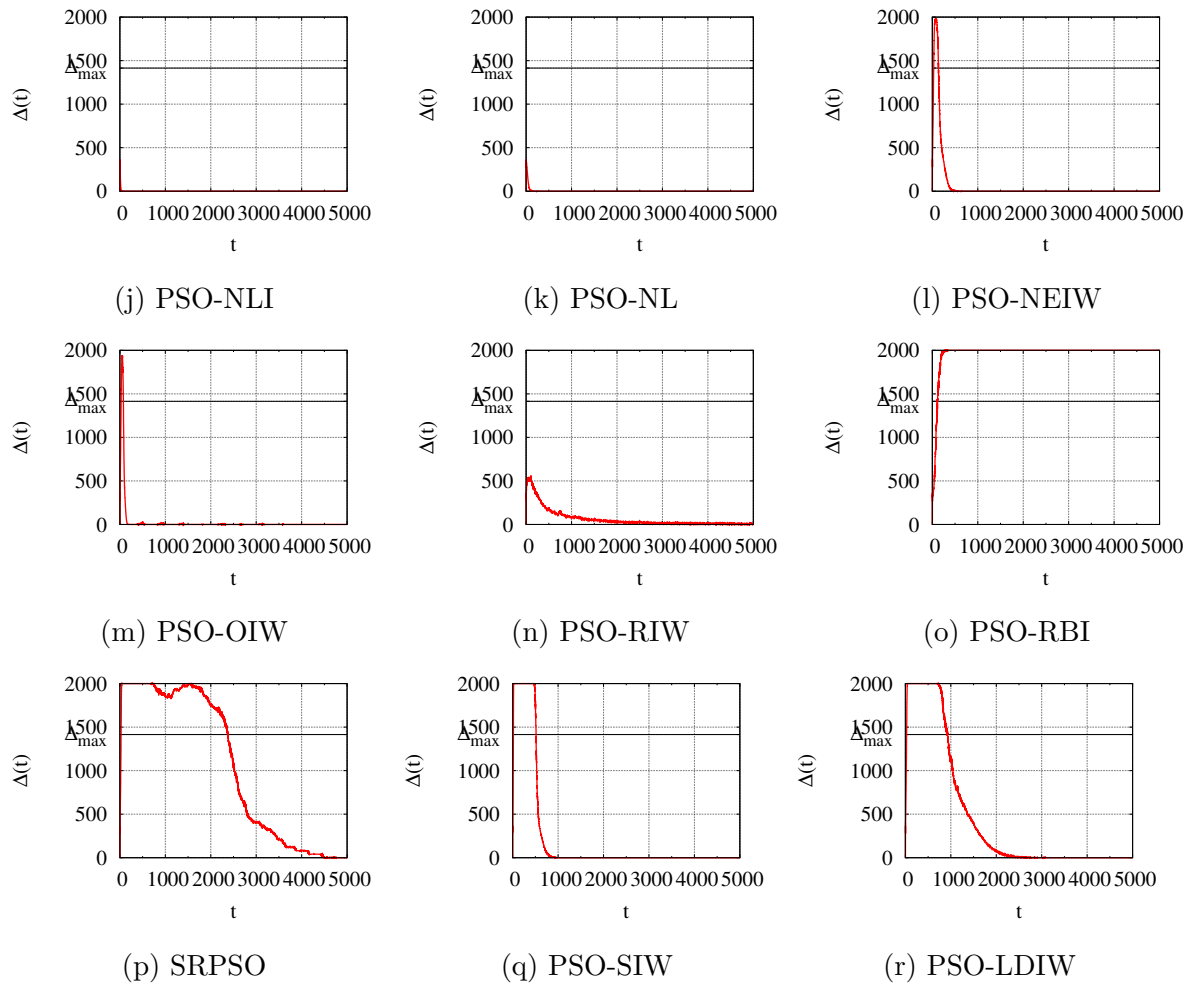 2000
1500
Δmax
1000
500
0
Δ(t)
0 1000 2000 3000 4000 5000
t
(j) PSO-NLI
2000
1500
Δmax
1000
500
0
Δ(t)
0 1000 2000 3000 4000 5000
t
(k) PSO-NL
2000
1500
Δmax
1000
500
0
Δ(t)
0 1000 2000 3000 4000 5000
t
(l) PSO-NEIW
2000
1500
Δmax
1000
500
0
Δ(t)
0 1000 2000 3000 4000 5000
t
(m) PSO-OIW
2000
1500
Δmax
1000
500
0
Δ(t)
0 1000 2000 3000 4000 5000
t
(n) PSO-RIW
2000
1500
Δmax
1000
500
0
Δ(t)
0 1000 2000 3000 4000 5000
t
(o) PSO-RBI
2000
1500
Δmax
1000
500
0
Δ(t)
0 1000 2000 3000 4000 5000
t
(p) SRPSO
2000
1500
Δmax
1000
500
0
Δ(t)
0 1000 2000 3000 4000 5000
t
(q) PSO-SIW
2000
1500
Δmax
1000
500
0
Δ(t)
0 1000 2000 3000 4000 5000
t
(r) PSO-LDIW